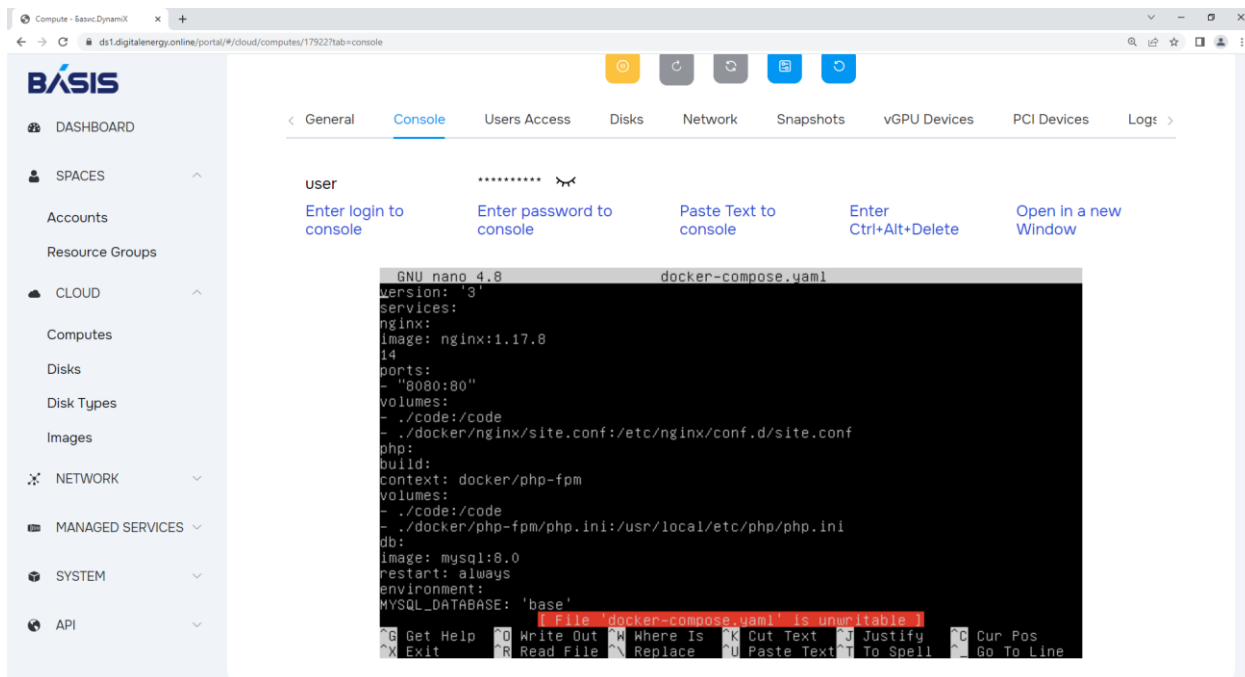 Compute - Базис.DynamiX
ds1.digitalenergy.online/portal/#/cloud/computes/17922?tab=console
BASIS
DASHBOARD
SPACES
Accounts
Resource Groups
CLOUD
Computes
Disks
Disk Types
Images
NETWORK
MANAGED SERVICES
SYSTEM
API
General Console Users Access Disks Network Snapshots vGPU Devices PCI Devices Logs
user **********
Enter login to console
Enter password to console
Paste Text to console
Enter Ctrl+Alt+Delete
Open in a new Window
GNU nano 4.8 docker-compose.yaml
version: '3'
services:
nginx:
image: nginx:1.17.8
14
ports:
- "8080:80"
volumes:
- ./code:/code
- ./docker/nginx/site.conf:/etc/nginx/conf.d/site.conf
php:
build:
context: docker/php-fpm
volumes:
- ./code:/code
- ./docker/php-fpm/php.ini:/usr/local/etc/php/php.ini
db:
image: mysql:8.0
restart: always
environment:
MYSQL_DATABASE: 'base'
[ File 'docker-compose.yaml' is unwritable ]
^G Get Help ^O Write Out ^W Where Is ^K Cut Text ^J Justify ^C Cur Pos
^X Exit ^R Read File ^\ Replace ^U Paste Text ^T To Spell ^_ Go To Line